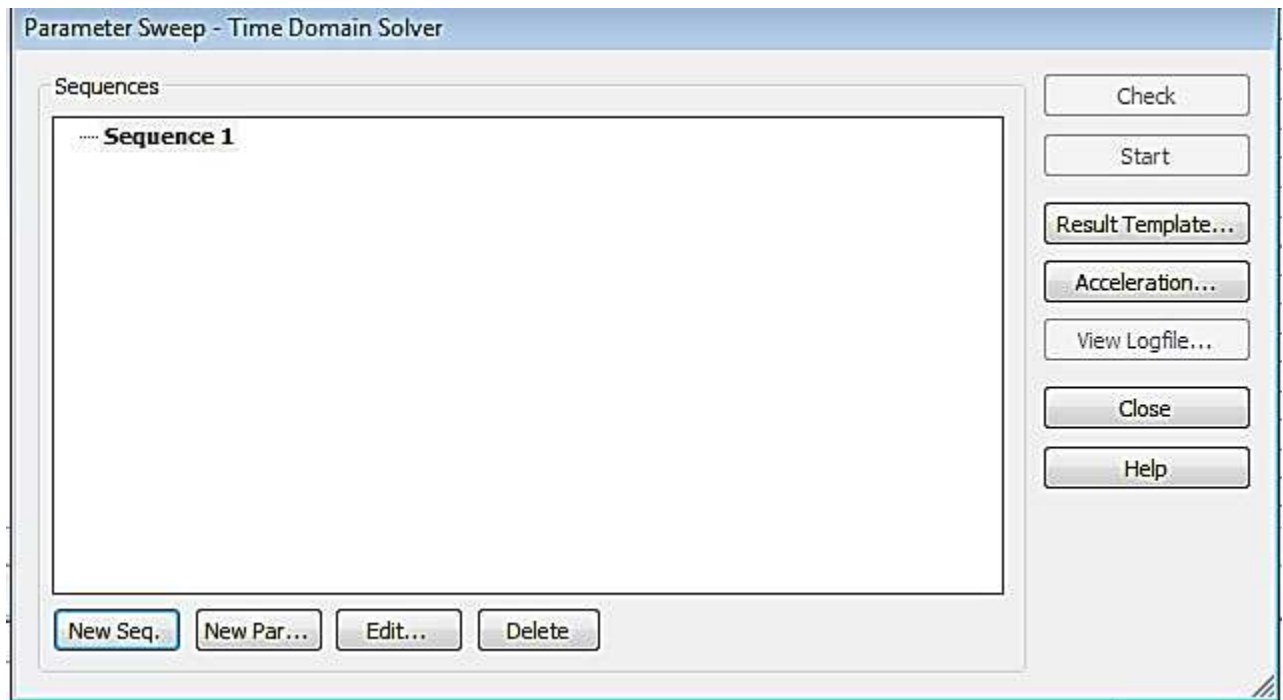 Parameter Sweep - Time Domain Solver
Sequences
Sequence 1
Check
Start
Result Template...
Acceleration...
View Logfile...
Close
Help
New Seq.
New Par...
Edit...
Delete